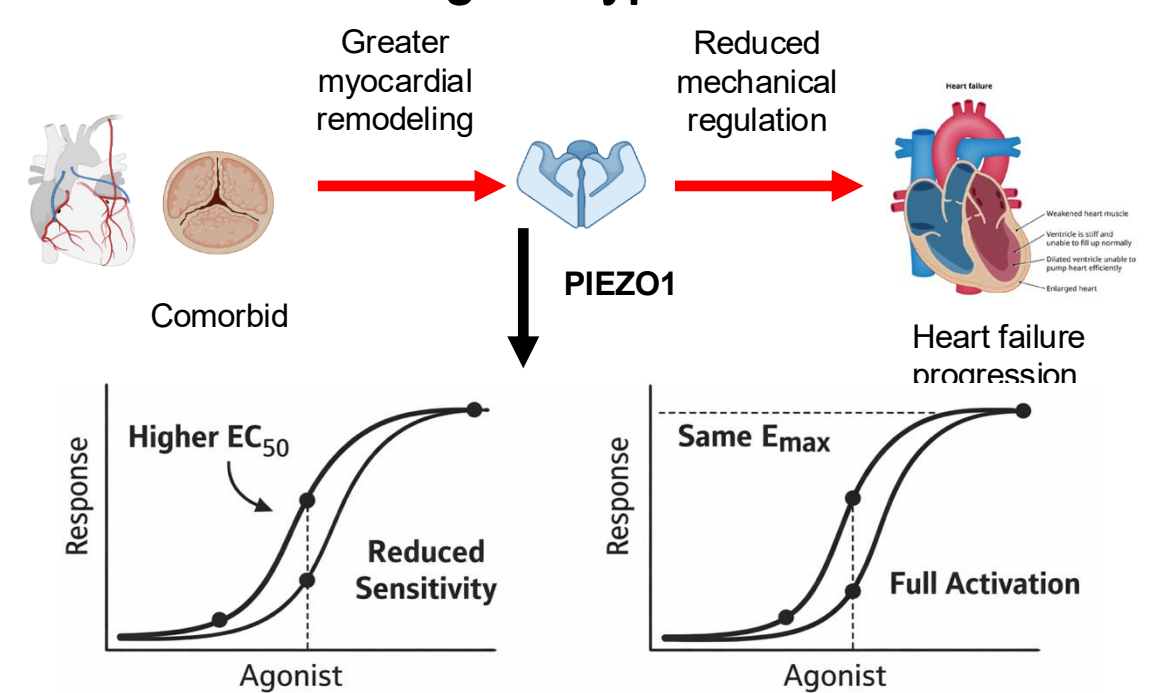 Greater
myocardial
remodeling
Reduced
mechanical
regulation
Heart failure
Weakened heart muscle
Ventricle is stiff and
unable to fill up normally
Dilated ventricle unable to
pump heart efficiently
Enlarged heart
PIEZO1
Comorbid
Heart failure
progression
Response
Higher EC50
Reduced
Sensitivity
Agonist
Response
Same Emax
Full Activation
Agonist